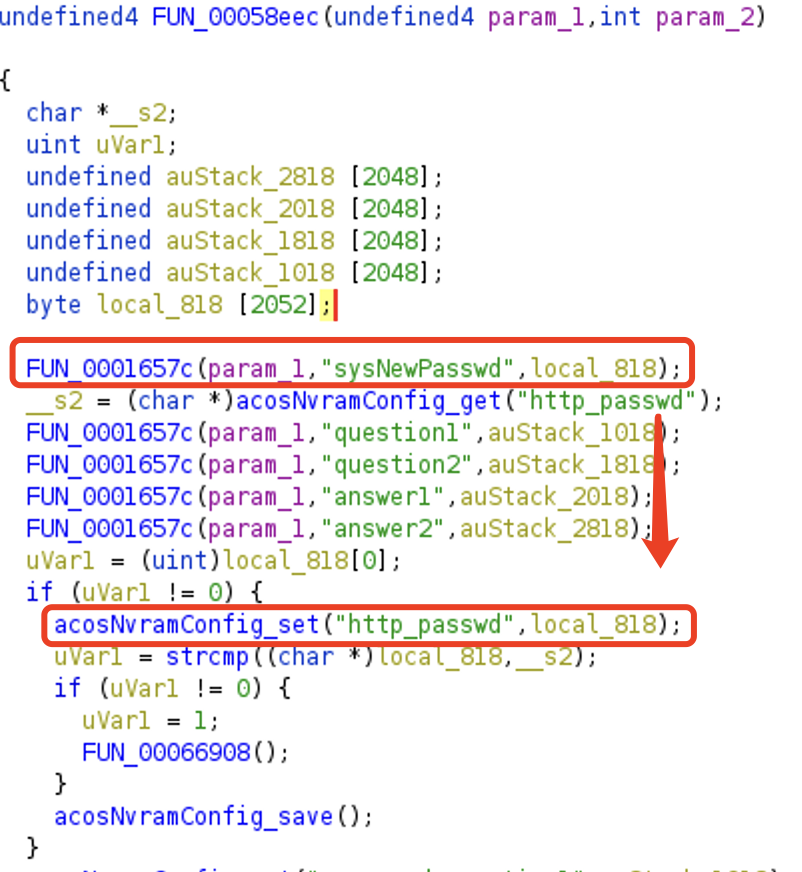 undefined4 FUN_00058eec(undefined4 param_1,int param_2)
{
char *__s2;
uint uVar1;
undefined auStack_2818 [2048];
undefined auStack_2018 [2048];
undefined auStack_1818 [2048];
undefined auStack_1018 [2048];
byte local_818 [2052];
FUN_0001657c(param_1,"sysNewPasswd",local_818);
__s2 = (char *)acosNvramConfig_get("http_passwd");
FUN_0001657c(param_1,"question1",auStack_1018);
FUN_0001657c(param_1,"question2",auStack_1818);
FUN_0001657c(param_1,"answer1",auStack_2018);
FUN_0001657c(param_1,"answer2",auStack_2818);
uVar1 = (uint)local_818[0];
if (uVar1 != 0) {
acosNvramConfig_set("http_passwd",local_818);
uVar1 = strcmp((char *)local_818,__s2);
if (uVar1 != 0) {
uVar1 = 1;
FUN_00066908();
}
acosNvramConfig_save();
}